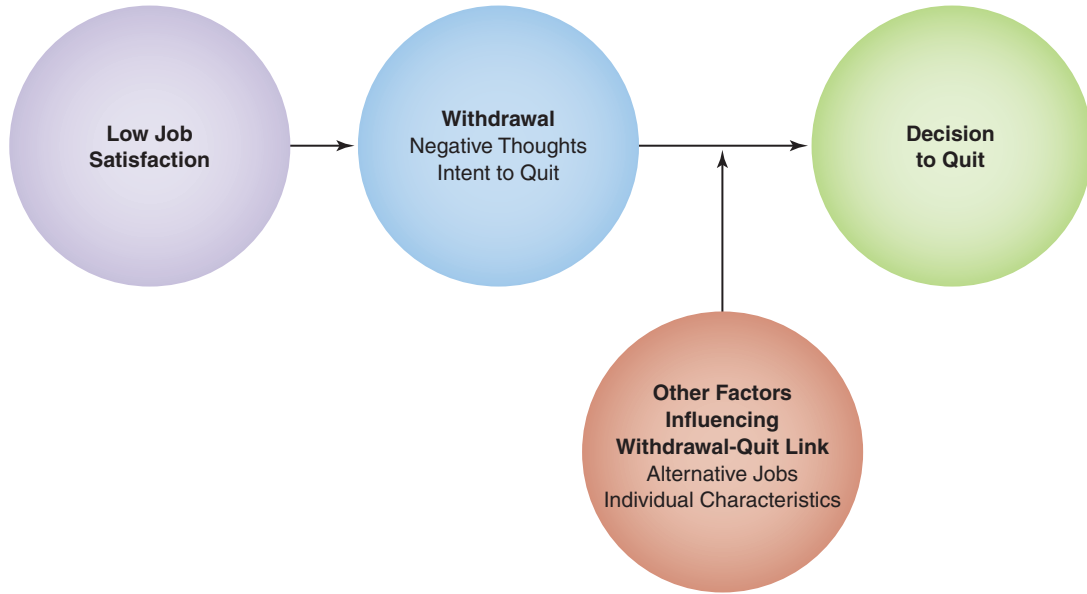 Low Job
Satisfaction
Withdrawal
Negative Thoughts
Intent to Quit
Decision
to Quit
Other Factors
Influencing
Withdrawal-Quit Link
Alternative Jobs
Individual Characteristics